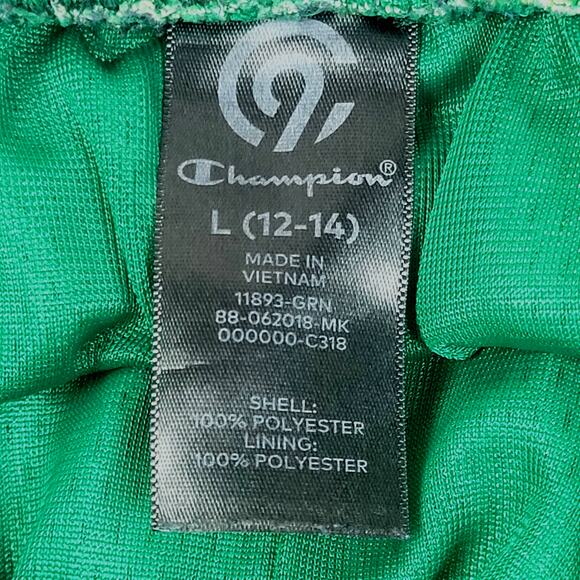 C9
Champion®
L (12-14)
MADE IN
VIETNAM
11893-GRN
88-062018-MK
000000-C318
SHELL:
100% POLYESTER
LINING:
100% POLYESTER